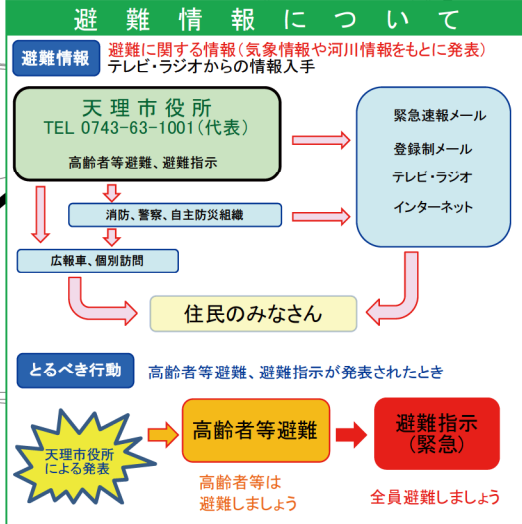 避難情報について
避難情報
避難に関する情報（気象情報や河川情報をもとに発表）
テレビ・ラジオからの情報入手
天理市役所
TEL 0743-63-1001（代表）
高齢者等避難、避難指示
緊急速報メール
登録制メール
テレビ・ラジオ
インターネット
消防、警察、自主防災組織
広報車、個別訪問
住民のみなさん
とるべき行動
高齢者等避難、避難指示が発表されたとき
天理市役所
による発表
高齢者等避難
避難指示
（緊急）
高齢者等は
避難しましょう
全員避難しましょう